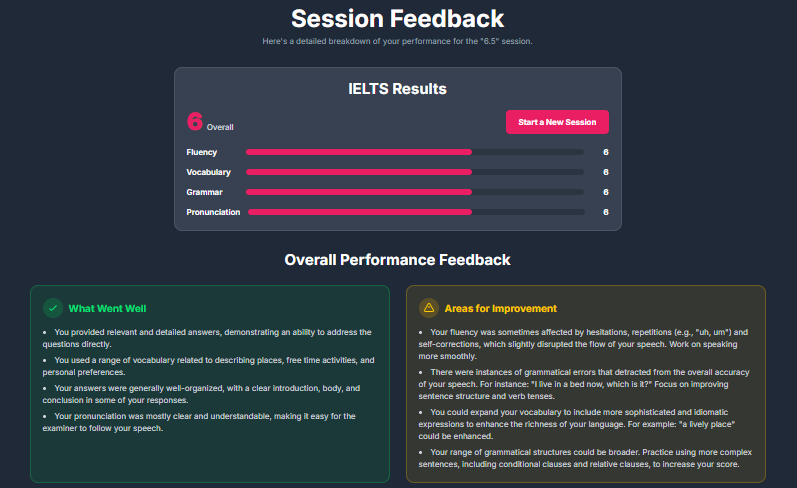 Session Feedback
Here's a detailed breakdown of your performance for the "6.5" session.
IELTS Results
6 Overall
Start a New Session
Fluency 6
Vocabulary 6
Grammar 6
Pronunciation 6
Overall Performance Feedback
What Went Well
• You provided relevant and detailed answers, demonstrating an ability to address the
questions directly.
• You used a range of vocabulary related to describing places, free time activities, and
personal preferences.
• Your answers were generally well-organized, with a clear introduction, body, and
conclusion in some of your responses.
• Your pronunciation was mostly clear and understandable, making it easy for the
examiner to follow your speech.
Areas for Improvement
• Your fluency was sometimes affected by hesitations, repetitions (e.g., "uh, um") and
self-corrections, which slightly disrupted the flow of your speech. Work on speaking
more smoothly.
• There were instances of grammatical errors that detracted from the overall accuracy
of your speech. For instance: "I live in a bed now, which is it?" Focus on improving
sentence structure and verb tenses.
• You could expand your vocabulary to include more sophisticated and idiomatic
expressions to enhance the richness of your language. For example: "a lively place"
could be enhanced.
• Your range of grammatical structures could be broader. Practice using more complex
sentences, including conditional clauses and relative clauses, to increase your score.